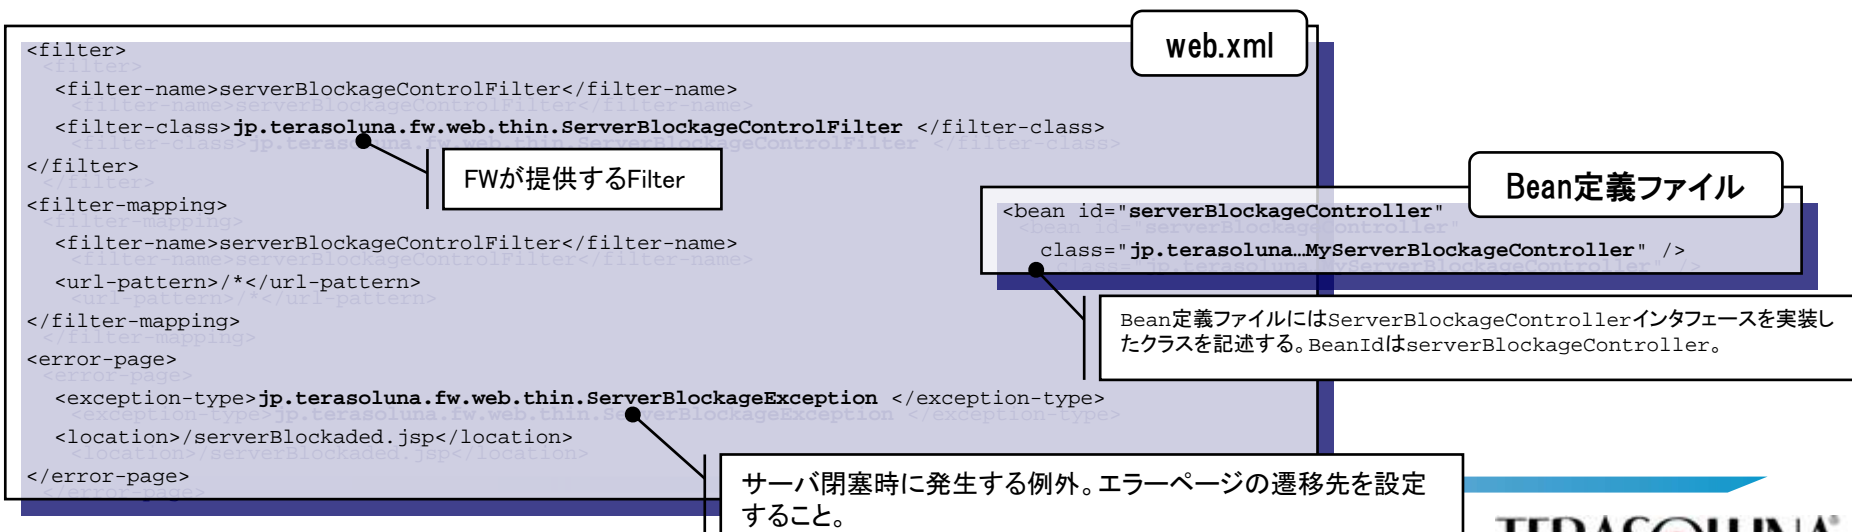 web.xml
<filter>
<filter-name>serverBlockageControlFilter</filter-name>
<filter-class>jp.terasoluna.fw.web.thin.ServerBlockageControlFilter </filter-class>
</filter>
FWが提供するFilter
<filter-mapping>
<filter-name>serverBlockageControlFilter</filter-name>
<url-pattern>/*</url-pattern>
</filter-mapping>
<error-page>
<exception-type>jp.terasoluna.fw.web.thin.ServerBlockageException </exception-type>
<location>/serverBlockaded.jsp</location>
</error-page>
サーバ閉塞時に発生する例外。エラーページの遷移先を設定
すること。
Bean定義ファイル
<bean id="serverBlockageController"
class="jp.terasoluna…MyServerBlockageController" />
Bean定義ファイルにはServerBlockageControllerインタフェースを実装し
たクラスを記述する。BeanIdはserverBlockageController。
TERASOLUNA